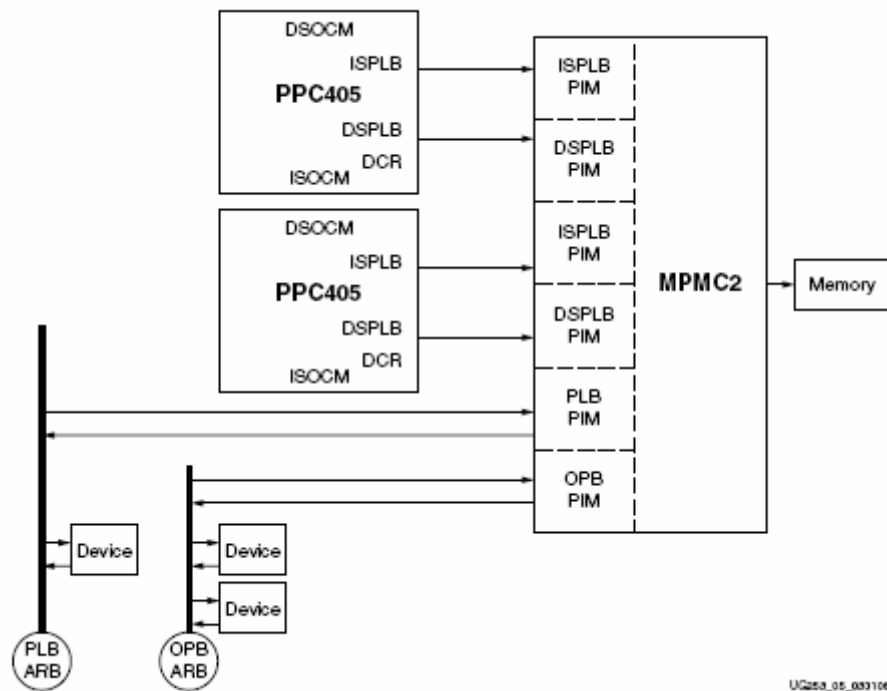 DSOCM
ISPLB
PPC405
DSPLB
DCR
ISOCM
DSOCM
ISPLB
PPC405
DSPLB
DCR
ISOCM
ISPLB
PIM
DSPLB
PIM
ISPLB
PIM
DSPLB
PIM
PLB
PIM
OPB
PIM
MPMC2
Memory
Device
Device
Device
PLB
ARB
OPB
ARB
UG253_05_083106